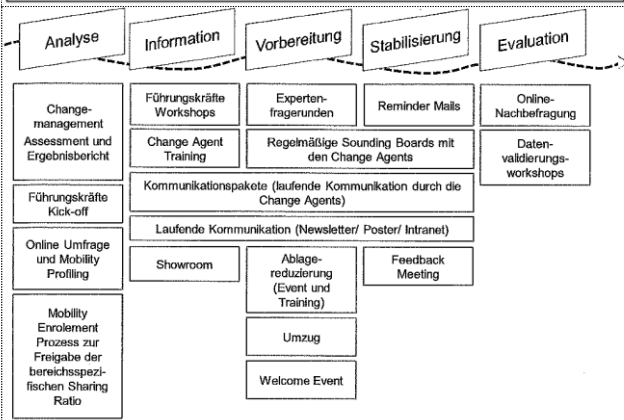 Analyse
Information
Vorbereitung
Stabilisierung
Evaluation
Change-
management
Assessment und
Ergebnisbericht
Führungskräfte
Kick-off
Online Umfrage
und Mobility
Profiling
Mobility
Enrolement
Prozess zur
Freigabe der
bereichsspezi-
fischen Sharing
Ratio
Führungskräfte
Workshops
Change Agent
Training
Experten-
fragerunden
Reminder Mails
Regelmäßige Sounding Boards mit
den Change Agents
Kommunikationspakete (laufende Kommunikation durch die
Change Agents)
Laufende Kommunikation (Newsletter/ Poster/ Intranet)
Showroom
Ablage-
reduzierung
(Event und
Training)
Umzug
Welcome Event
Feedback
Meeting
Online-
Nachbefragung
Daten-
validierungs-
workshops